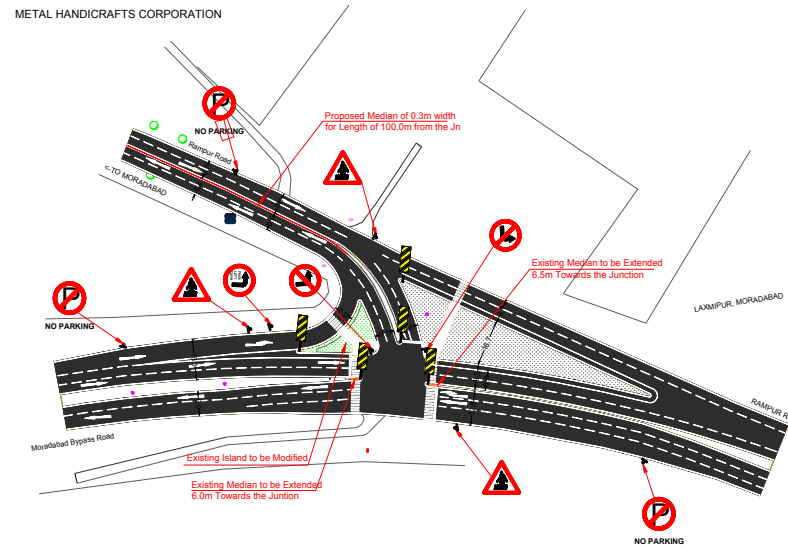 METAL HANDICRAFTS CORPORATION
Proposed Median of 0.3m width
for Length of 100.0m from the Jn
NO PARKING
Rampur Road
<-TO MORADABAD
Existing Median to be Extended
6.5m Towards the Junction
LAXMIPUR, MORADABAD
NO PARKING
RAMPUR R
Moradabad Bypass Road
Existing Island to be Modified
Existing Median to be Extended
6.0m Towards the Juntion
NO PARKING